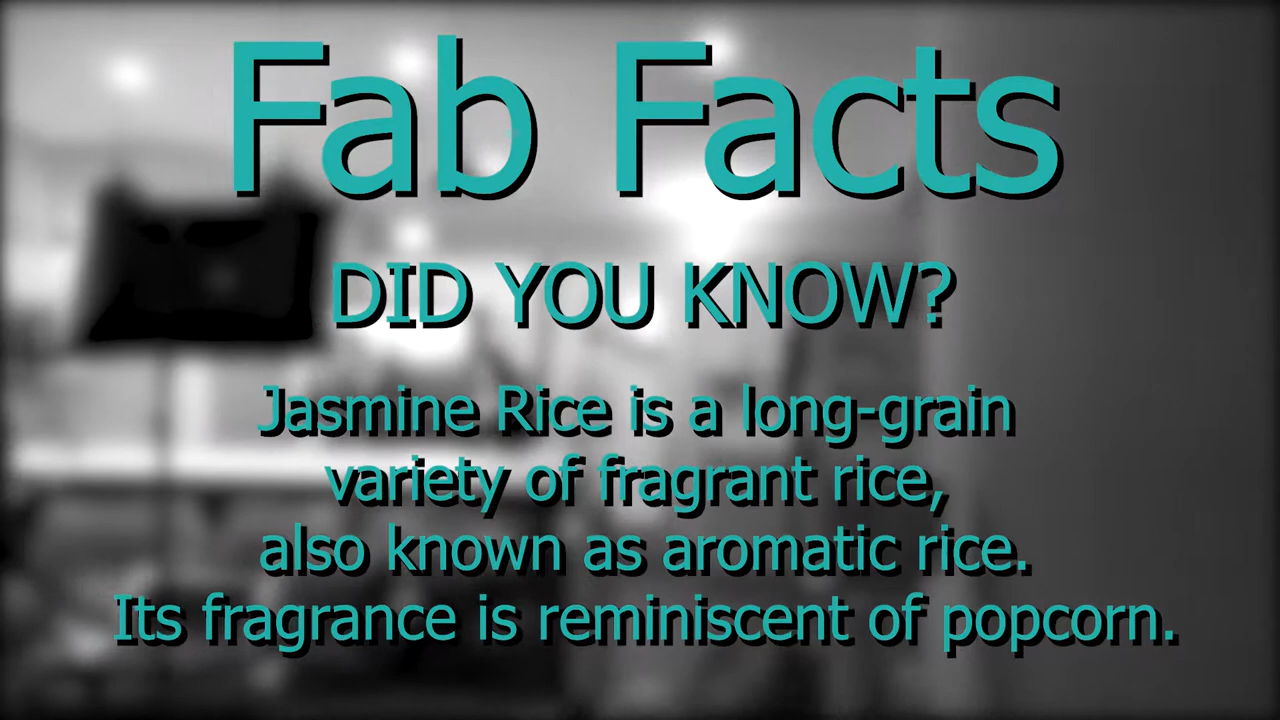 Fab Facts
DID YOU KNOW?
Jasmine Rice is a long-grain
variety of fragrant rice,
also known as aromatic rice.
Its fragrance is reminiscent of popcorn.